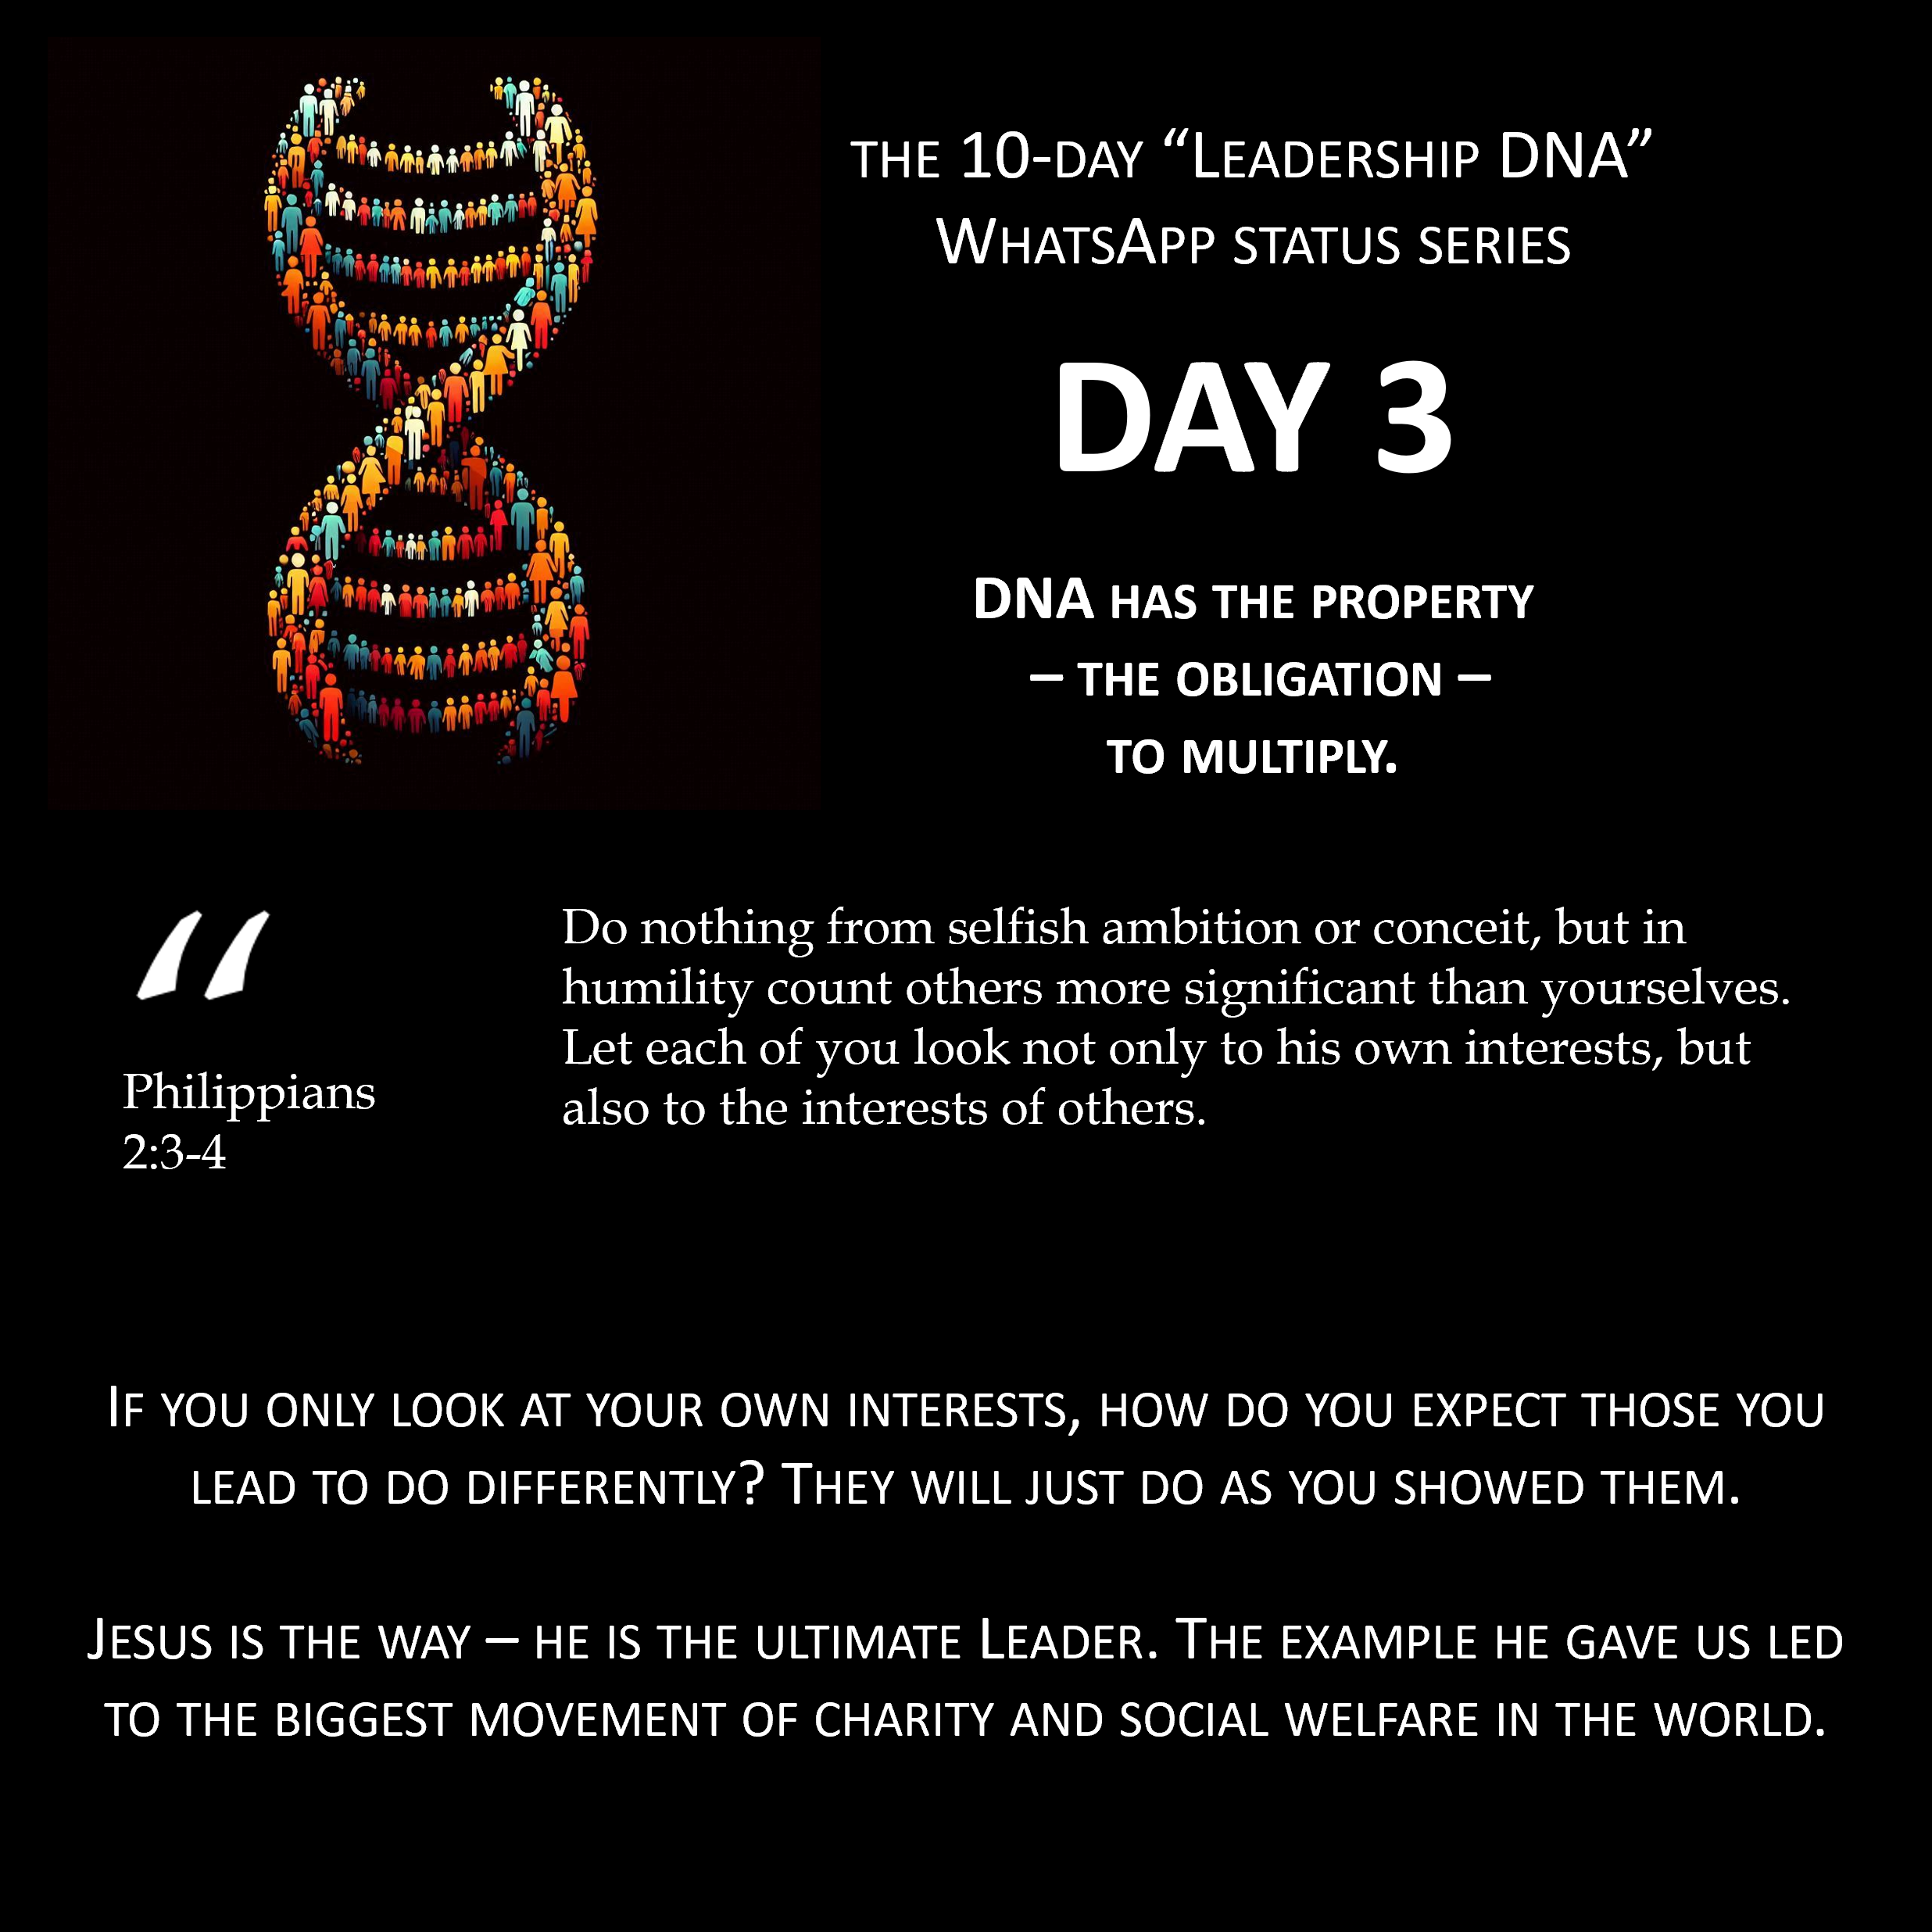 THE 10-DAY “LEADERSHIP DNA”
WHATSAPP STATUS SERIES
DAY 3
DNA HAS THE PROPERTY
– THE OBLIGATION –
TO MULTIPLY.
“
Philippians
2:3-4
Do nothing from selfish ambition or conceit, but in
humility count others more significant than yourselves.
Let each of you look not only to his own interests, but
also to the interests of others.
IF YOU ONLY LOOK AT YOUR OWN INTERESTS, HOW DO YOU EXPECT THOSE YOU
LEAD TO DO DIFFERENTLY? THEY WILL JUST DO AS YOU SHOWED THEM.
JESUS IS THE WAY – HE IS THE ULTIMATE LEADER. THE EXAMPLE HE GAVE US LED
TO THE BIGGEST MOVEMENT OF CHARITY AND SOCIAL WELFARE IN THE WORLD.